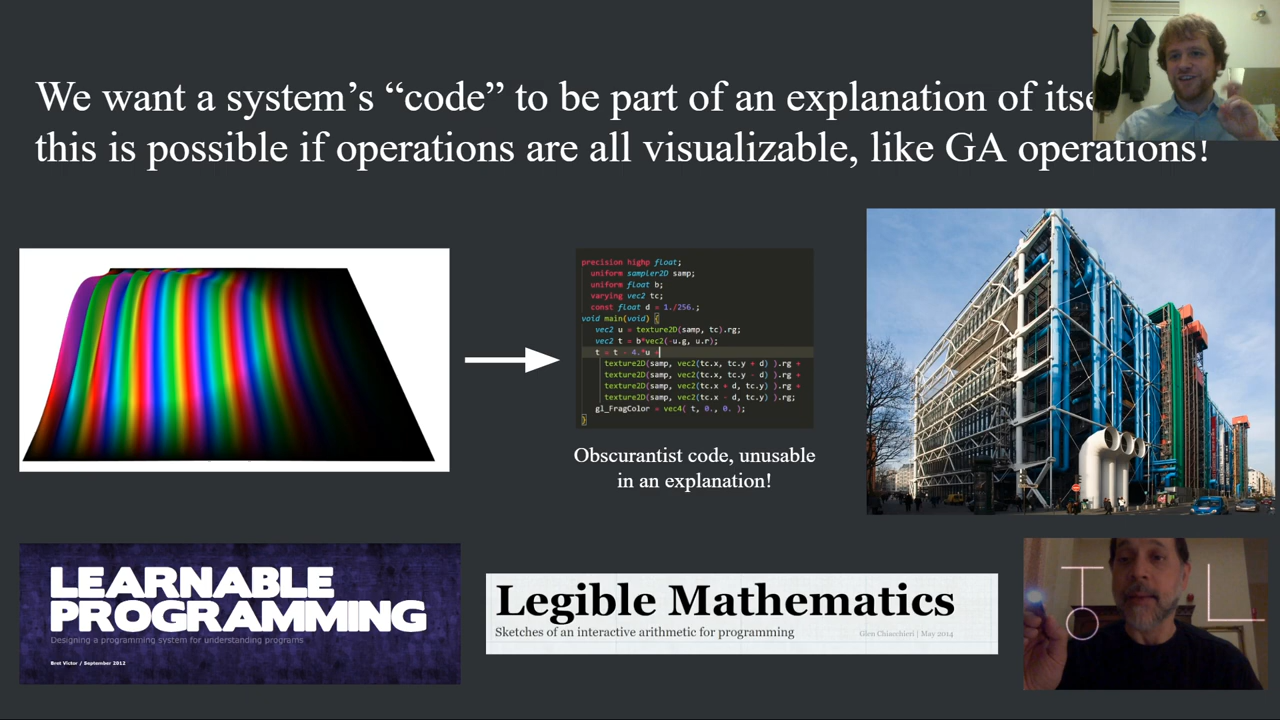 We want a system’s “code” to be part of an explanation of itse
this is possible if operations are all visualizable, like GA operations!
precision highp float;
uniform sampler2D samp;
uniform float b;
varying vec2 tc;
const float d = 1./256.;
void main(void) {
vec2 u = texture2D(samp, tc).rg;
vec2 t = b*vec2(-u.g, u.r);
t = t - 4.*u +
texture2D(samp, vec2(tc.x, tc.y + d) ).rg +
texture2D(samp, vec2(tc.x, tc.y - d) ).rg +
texture2D(samp, vec2(tc.x + d, tc.y) ).rg +
texture2D(samp, vec2(tc.x - d, tc.y) ).rg;
gl_FragColor = vec4( t, 0., 0. );
}
Obscurantist code, unusable
in an explanation!
LEARNABLE
PROGRAMMING
Designing a programming system for understanding programs
Bret Victor / September 2012
Legible Mathematics
Sketches of an interactive arithmetic for programming
Glen Chiacchieri | May 2014